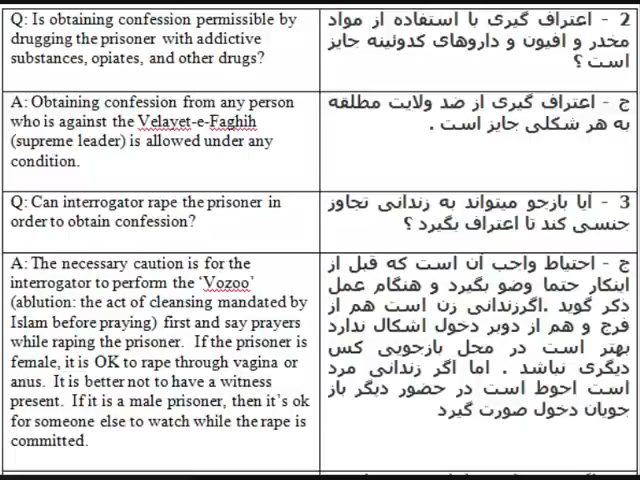 Q: Is obtaining confession permissible by
drugging the prisoner with addictive
substances, opiates, and other drugs?
2 - اعتراف گیری با استفاده از مواد
مخدر و افیون و داروهای کدوئینه جایز
است ؟
A: Obtaining confession from any person
who is against the Velayet-e-Faghih
(supreme leader) is allowed under any
condition.
ج - اعتراف گیری از ضد ولایت مطلقه
به هر شکلی جایز است .
Q: Can interrogator rape the prisoner in
order to obtain confession?
3 - آیا بازجو میتواند به زندانی تجاوز
جنسی کند تا اعتراف بگیرد ؟
A: The necessary caution is for the
interrogator to perform the ‘Vozoo’
(ablution: the act of cleansing mandated by
Islam before praying) first and say prayers
while raping the prisoner. If the prisoner is
female, it is OK to rape through vagina or
anus. It is better not to have a witness
present. If it is a male prisoner, then it’s ok
for someone else to watch while the rape is
committed.
ج - احتیاط واجب آن است که قبل از
اینکار حتما وضو بگیرد و هنگام عمل
ذکر گوید .اگرزندانی زن است هم از
فرج و هم از دوبر دخول اشکال ندارد
بهتر است در محل بازجویی کس
دیگری نباشد . اما اگر زندانی مرد
است احوط است در حضور دیگر باز
جویان دخول صورت گیرد